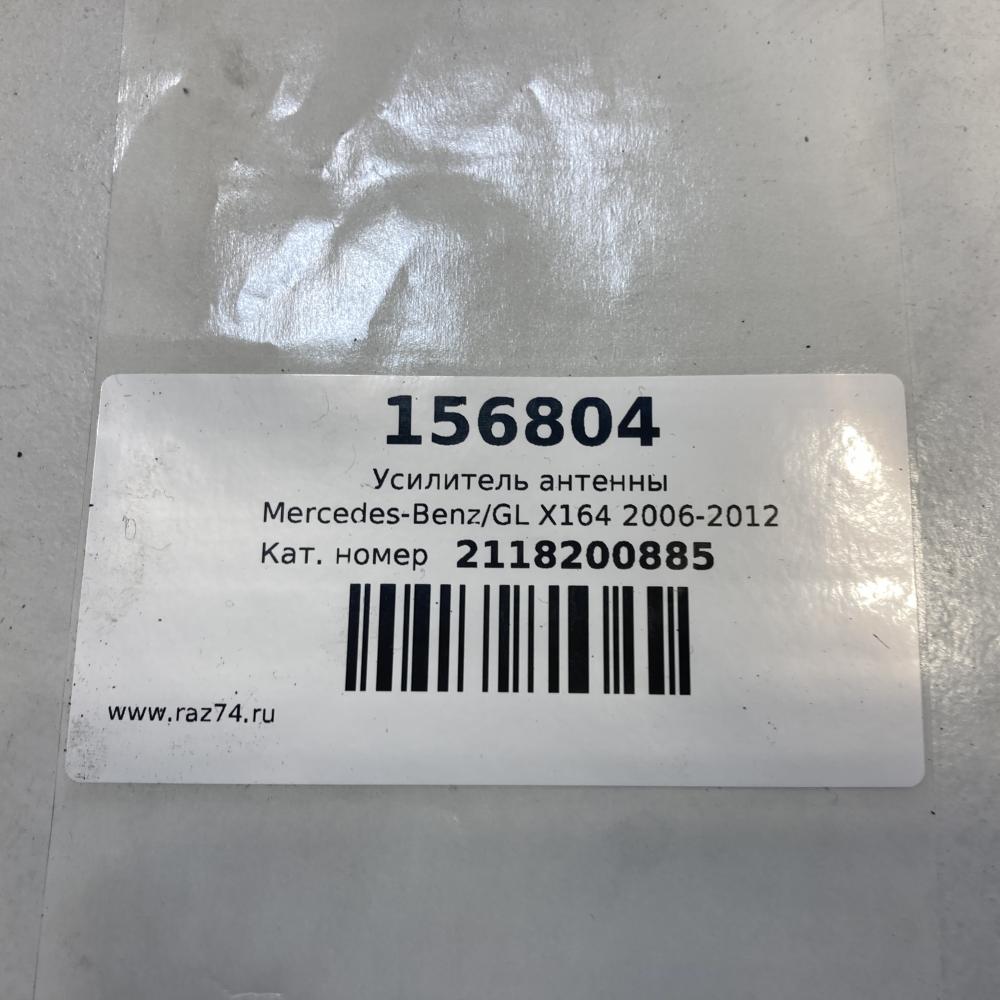 156804
Усилитель антенны
Mercedes-Benz/GL X164 2006-2012
Кат. номер 2118200885
www.raz74.ru